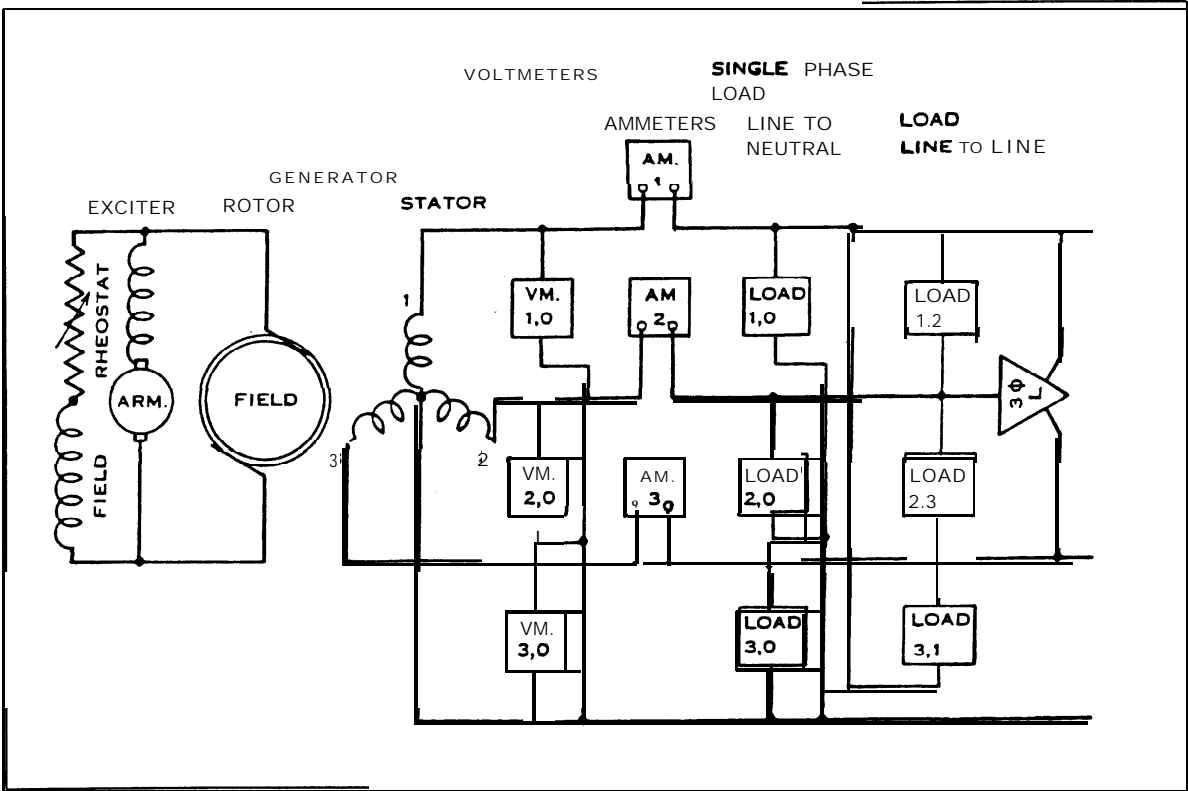 VOLTMETERS
SINGLE PHASE
LOAD
AMMETERS
LINE TO
NEUTRAL
LOAD
LINE TO LINE
GENERATOR
EXCITER
ROTOR
STATOR
AM.
1
RHEOSTAT
FIELD
ARM.
FIELD
1
2
3
VM.
1,0
AM
2
LOAD
1,0
LOAD
1.2
3Φ
L
VM.
2,0
AM.
3
LOAD
2,0
LOAD
2.3
VM.
3,0
LOAD
3,0
LOAD
3,1